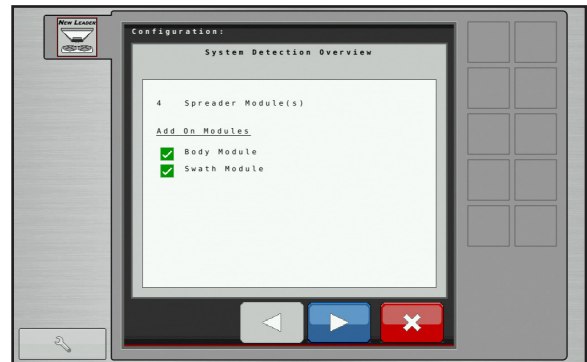 NEW LEADER
Configuration:
System Detection Overview
4 Spreader Module(s)
Add On Modules
Body Module
Swath Module